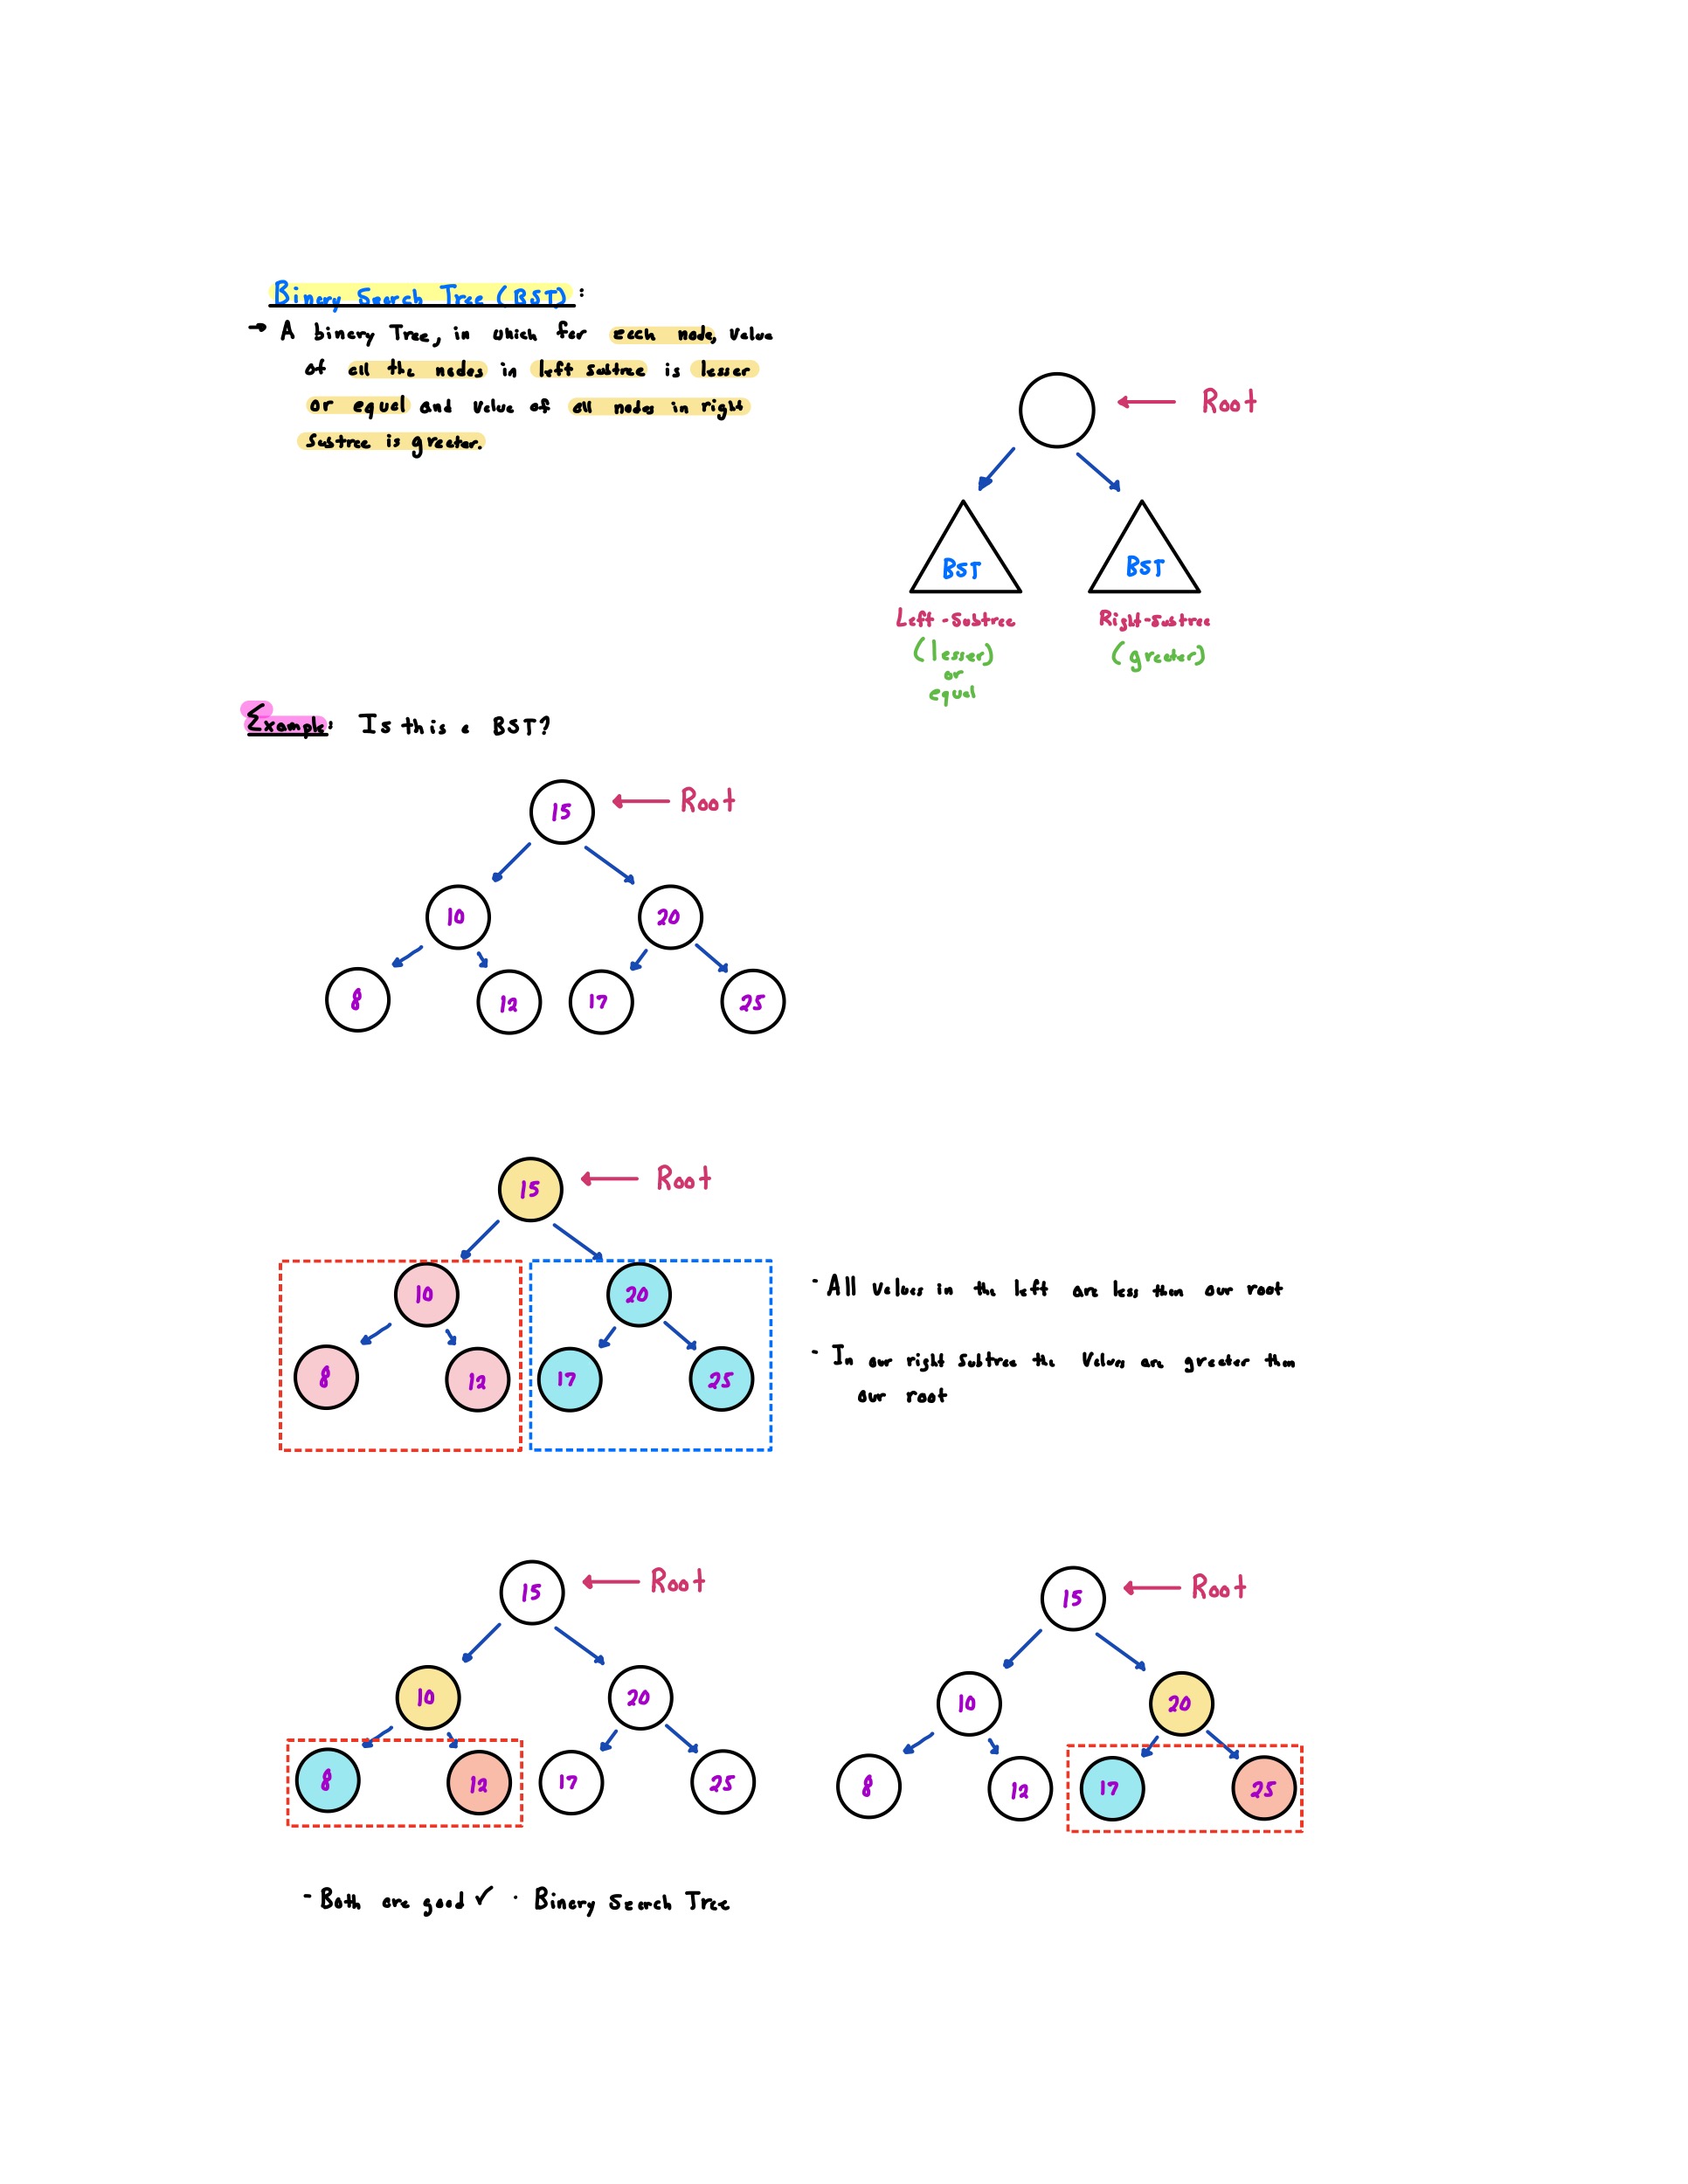 Binary Search Tree (BST):
→ A binary Tree, in which for each node, value
of all the nodes in left subtree is lesser
or equal and value of all nodes in right
subtree is greater.
← Root
BST
BST
Left-subtree
Right-subtree
(lesser)
(greater)
or
equal
Example: Is this a BST?
15 ← Root
10 20
8 12 17 25
15 ← Root
10 20
8 12 17 25
- All values in the left are less then our root
- In our right subtree the values are greater then
our root
15 ← Root
10 20
8 12 17 25
15 ← Root
10 20
8 12 17 25
- Both are good ✓ · Binary Search Tree